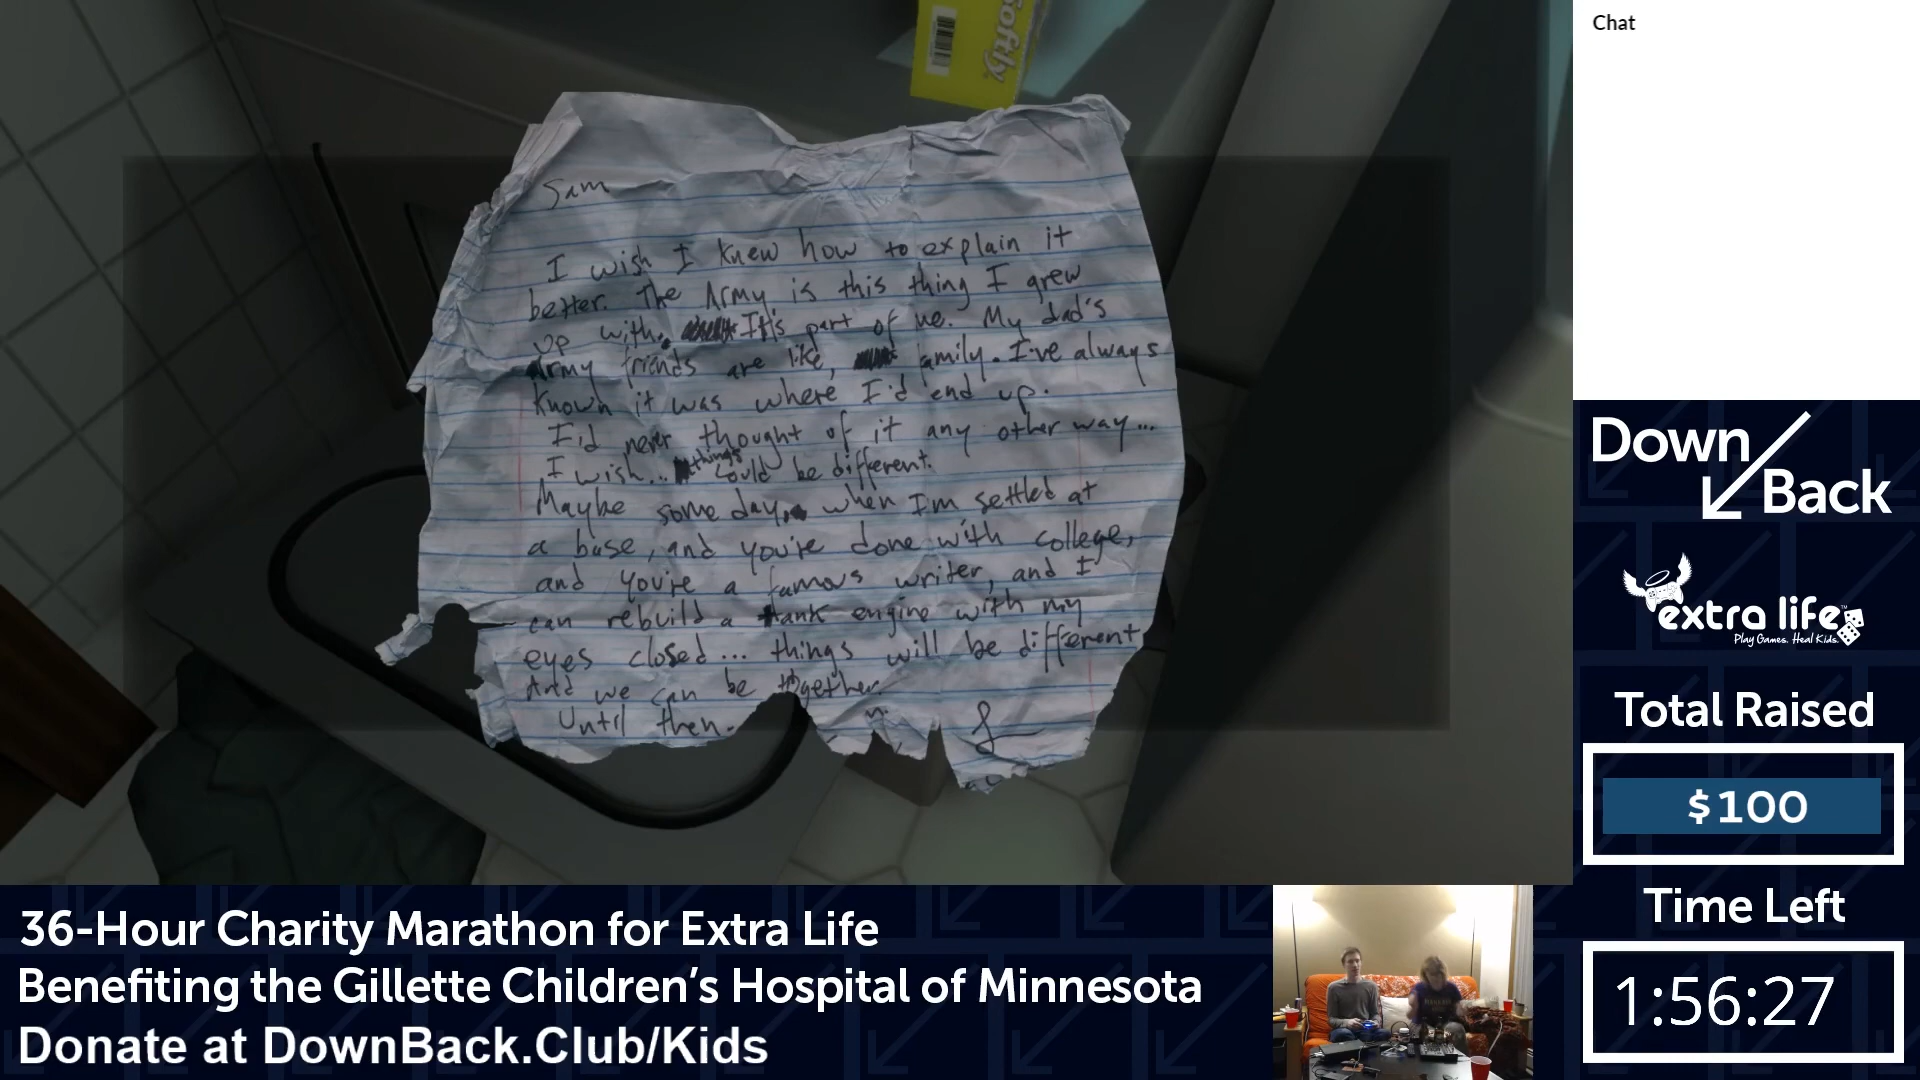 Softly
Chat
Sam
I wish I knew how to explain it
better. The Army is this thing I grew
up with. It's part of me. My dad's
Army friends are like, family. I've always
known it was where I'd end up.
I'd never thought of it any other way...
I wish... things could be different.
Maybe some day, when I'm settled at
a base, and you're done with college,
and you're a famous writer, and I
can rebuild a tank engine with my
eyes closed... things will be different
And we can be together.
Until then.
Down
Back
extra life
Play Games. Heal Kids.
Total Raised
$100
Time Left
1:56:27
36-Hour Charity Marathon for Extra Life
Benefiting the Gillette Children's Hospital of Minnesota
Donate at DownBack.Club/Kids